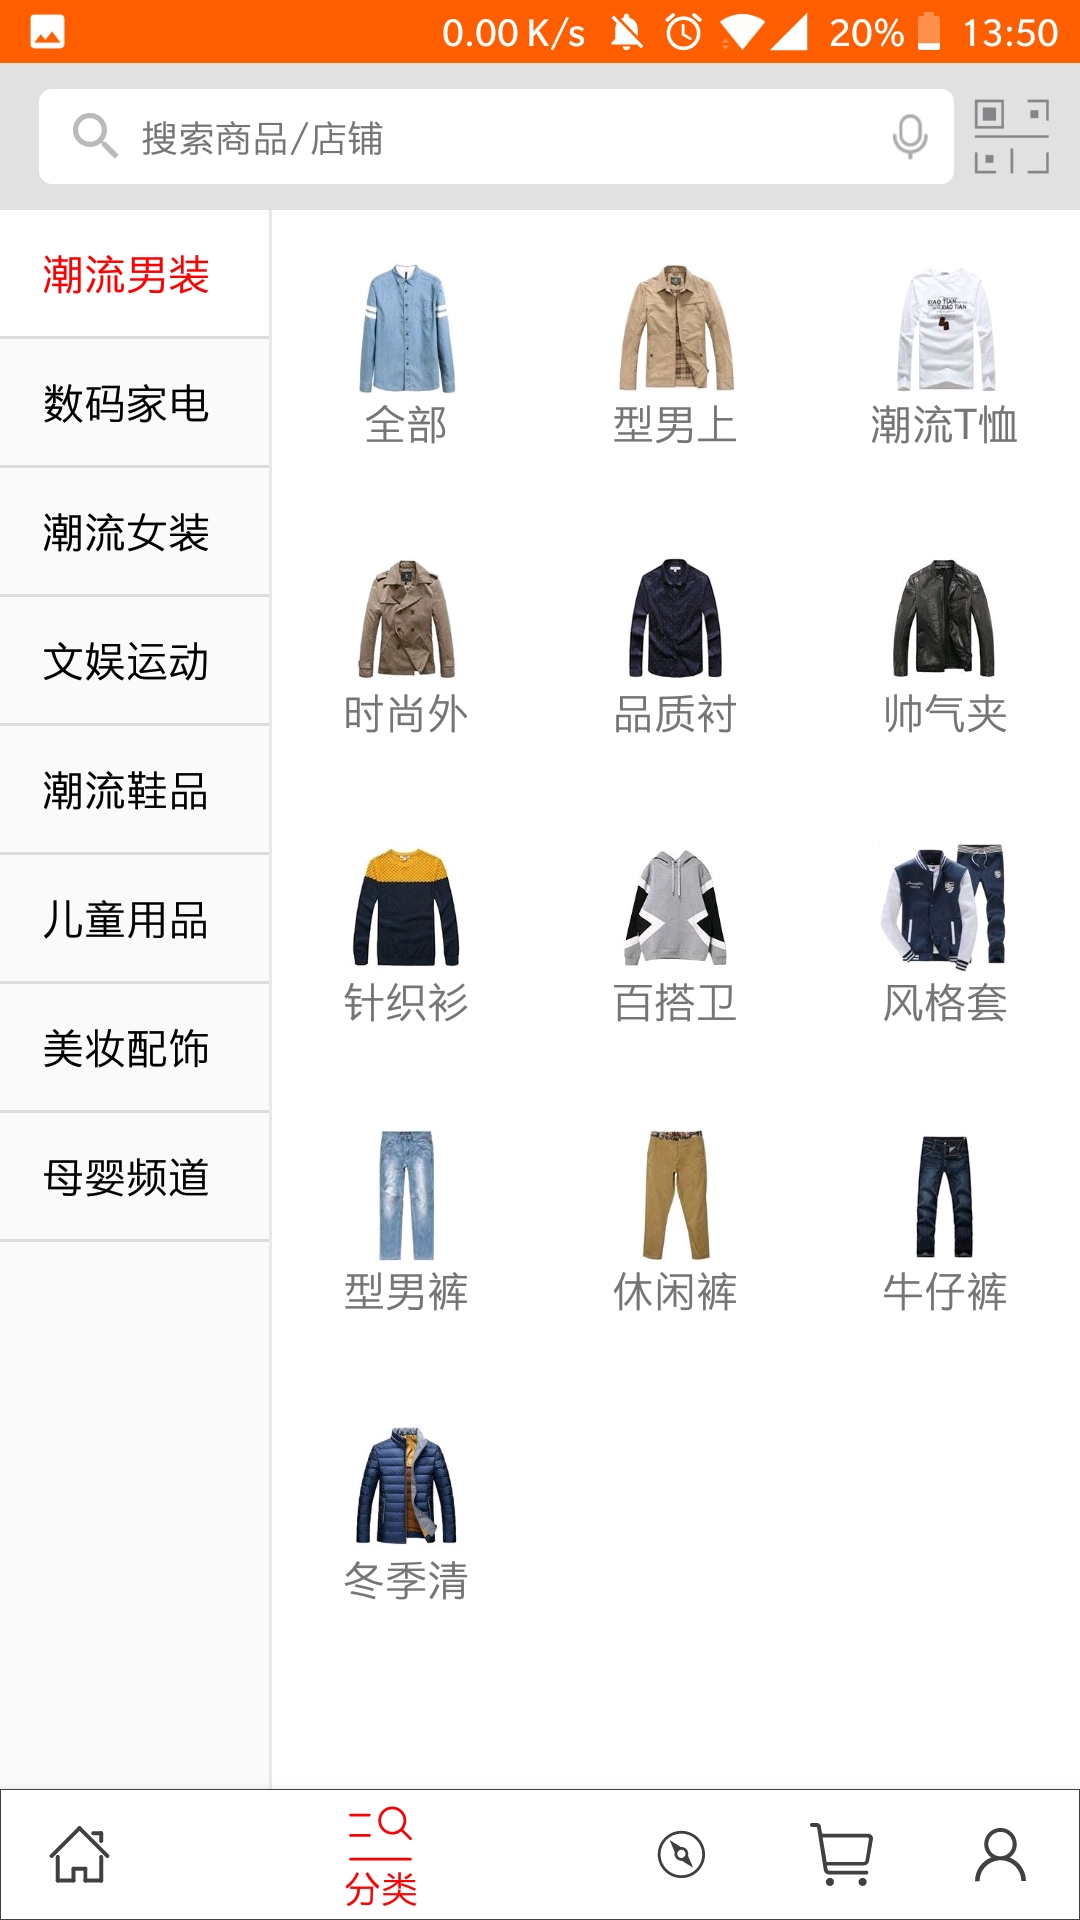 0.00 K/s 20% 13:50
搜索商品/店铺
潮流男装
数码家电
潮流女装
文娱运动
潮流鞋品
儿童用品
美妆配饰
母婴频道
全部 型男上 潮流T恤
时尚外 品质衬 帅气夹
针织衫 百搭卫 风格套
型男裤 休闲裤 牛仔裤
冬季清
XIAO TIAN
XIAO TIAN
分类